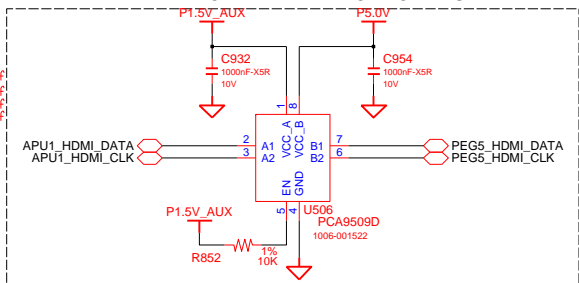 P1.5V_AUX P5.0V
C932 C954
1000nF-X5R 1000nF-X5R
10V 10V
1 8
VCC_A VCC_B
APU1_HDMI_DATA 2 A1 B1 7 PEG5_HDMI_DATA
APU1_HDMI_CLK 3 A2 B2 6 PEG5_HDMI_CLK
EN GND
5 4 U506
P1.5V_AUX PCA9509D
1006-001522
1%
R852 10K